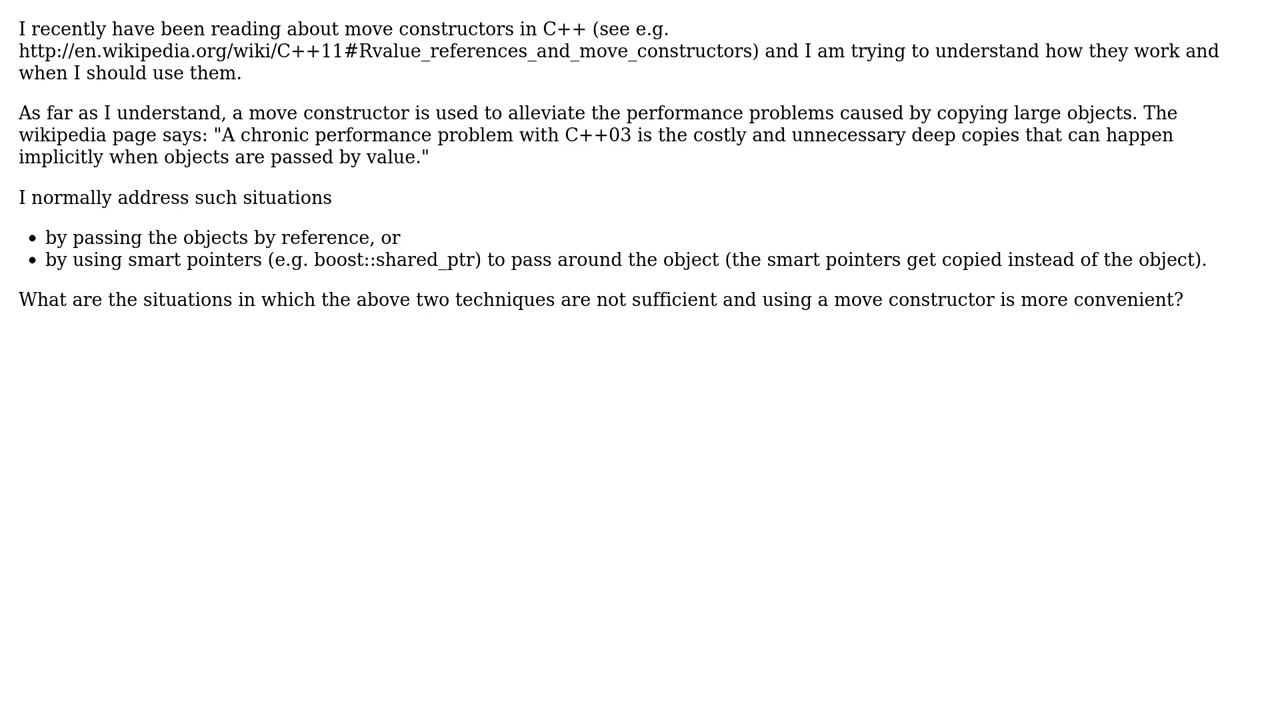 I recently have been reading about move constructors in C++ (see e.g.
http://en.wikipedia.org/wiki/C++11#Rvalue_references_and_move_constructors) and I am trying to understand how they work and
when I should use them.
As far as I understand, a move constructor is used to alleviate the performance problems caused by copying large objects. The
wikipedia page says: "A chronic performance problem with C++03 is the costly and unnecessary deep copies that can happen
implicitly when objects are passed by value."
I normally address such situations
• by passing the objects by reference, or
• by using smart pointers (e.g. boost::shared_ptr) to pass around the object (the smart pointers get copied instead of the object).
What are the situations in which the above two techniques are not sufficient and using a move constructor is more convenient?